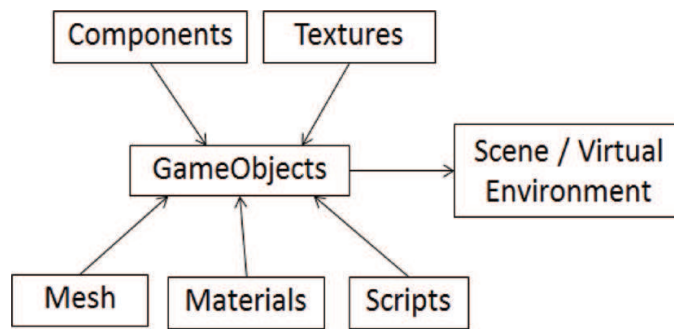 Components
Textures
GameObjects
Scene / Virtual
Environment
Mesh
Materials
Scripts